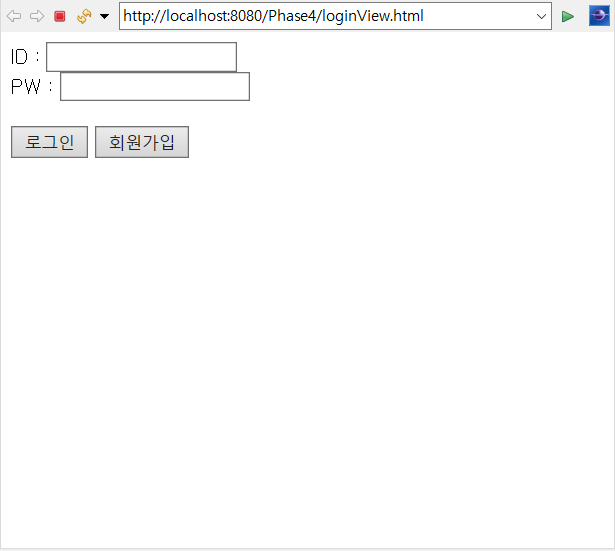 http://localhost:8080/Phase4/loginView.html
ID :
PW :
로그인 회원가입